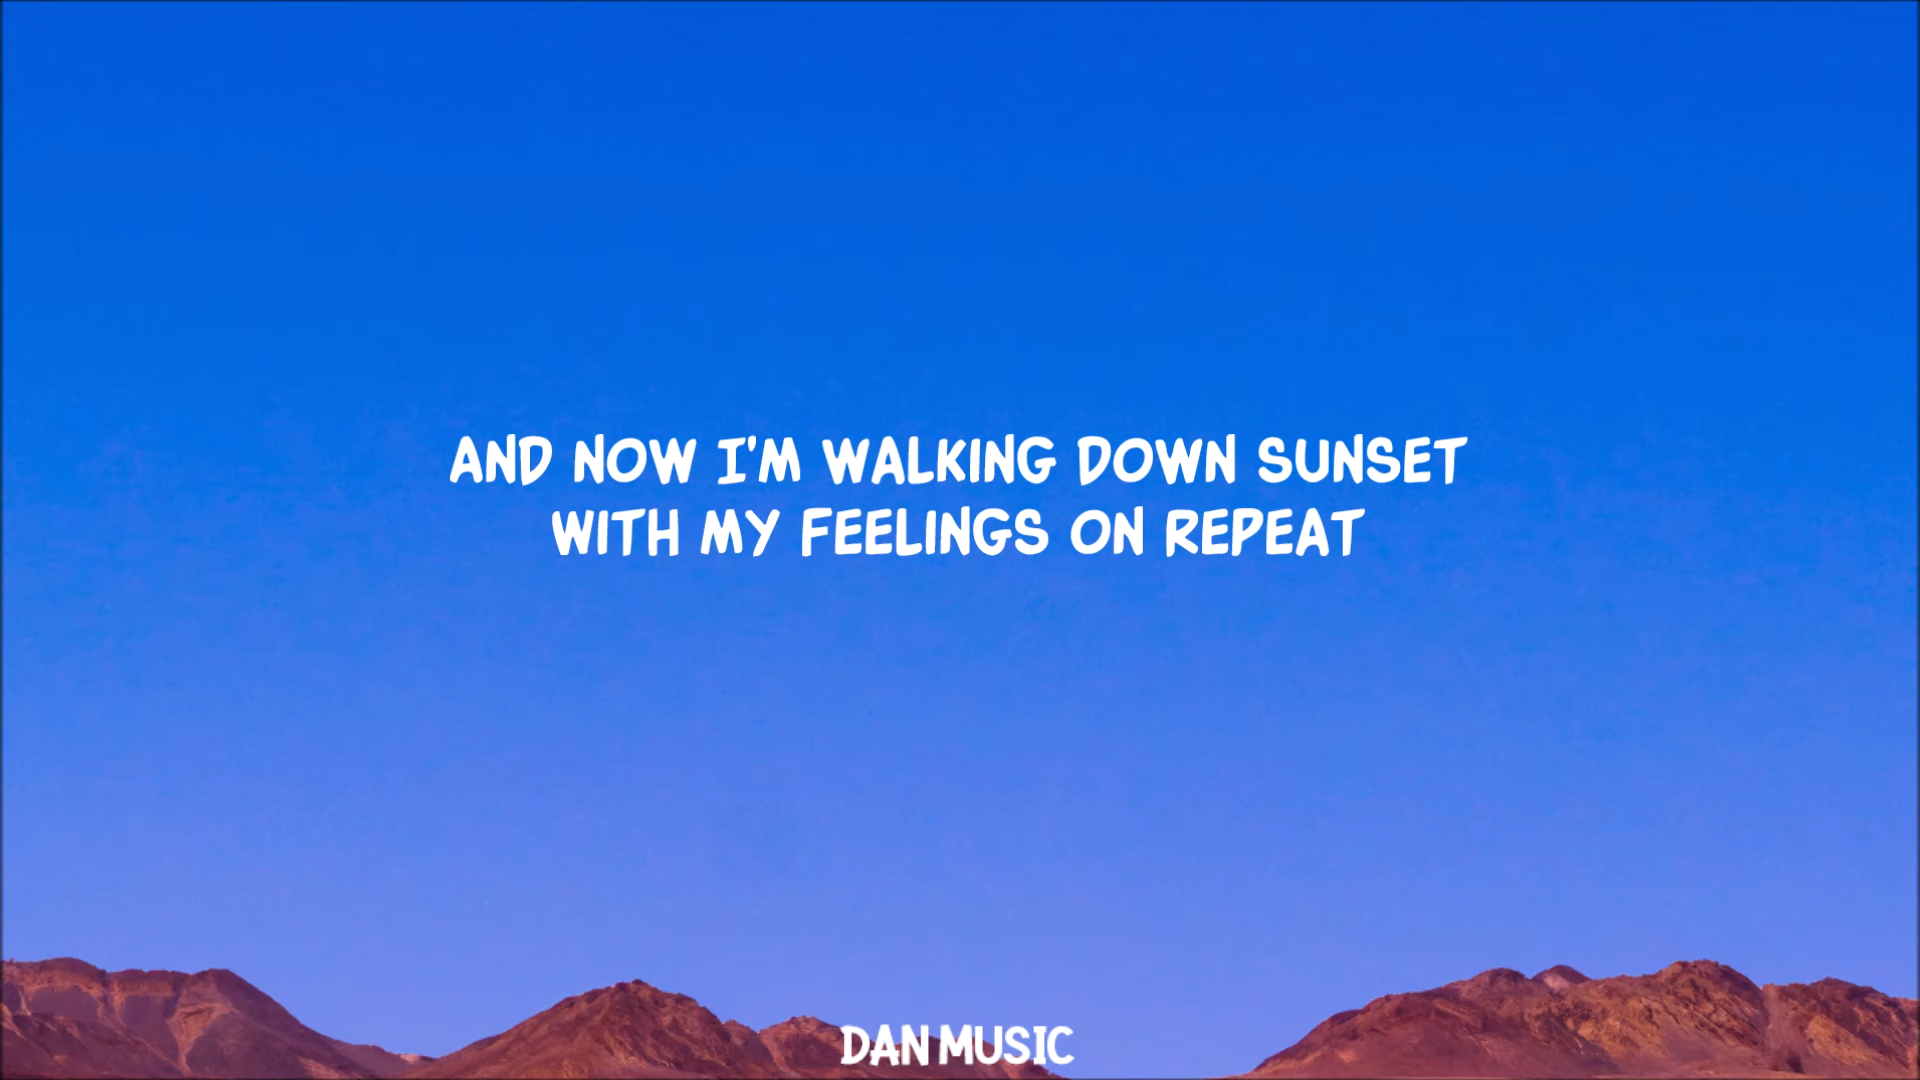 AND NOW I'M WALKING DOWN SUNSET
WITH MY FEELINGS ON REPEAT
DAN MUSIC